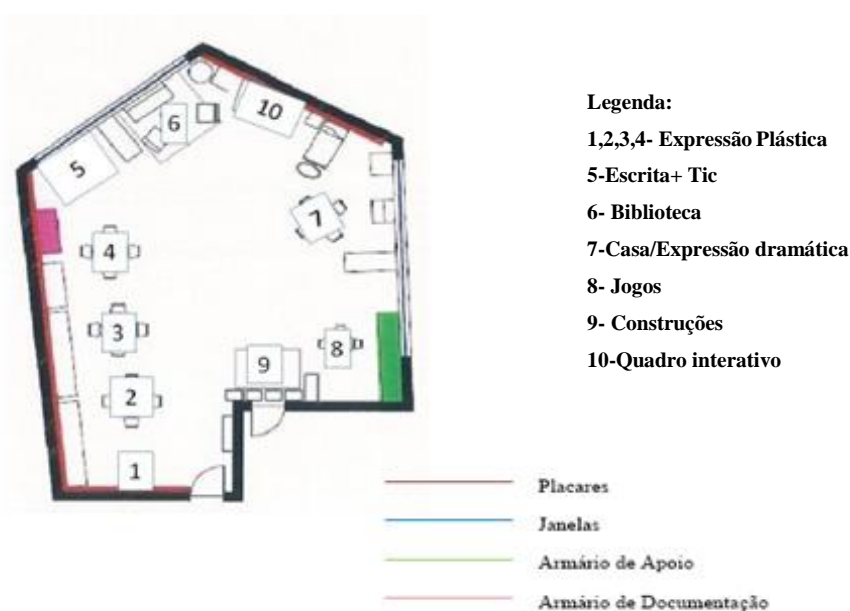 10
6
5
7
4
3
8
9
2
1
Legenda:
1,2,3,4- Expressão Plástica
5-Escrita+ Tic
6- Biblioteca
7-Casa/Expressão dramática
8- Jogos
9- Construções
10-Quadro interativo
Placares
Janelas
Armário de Apoio
Armário de Documentação